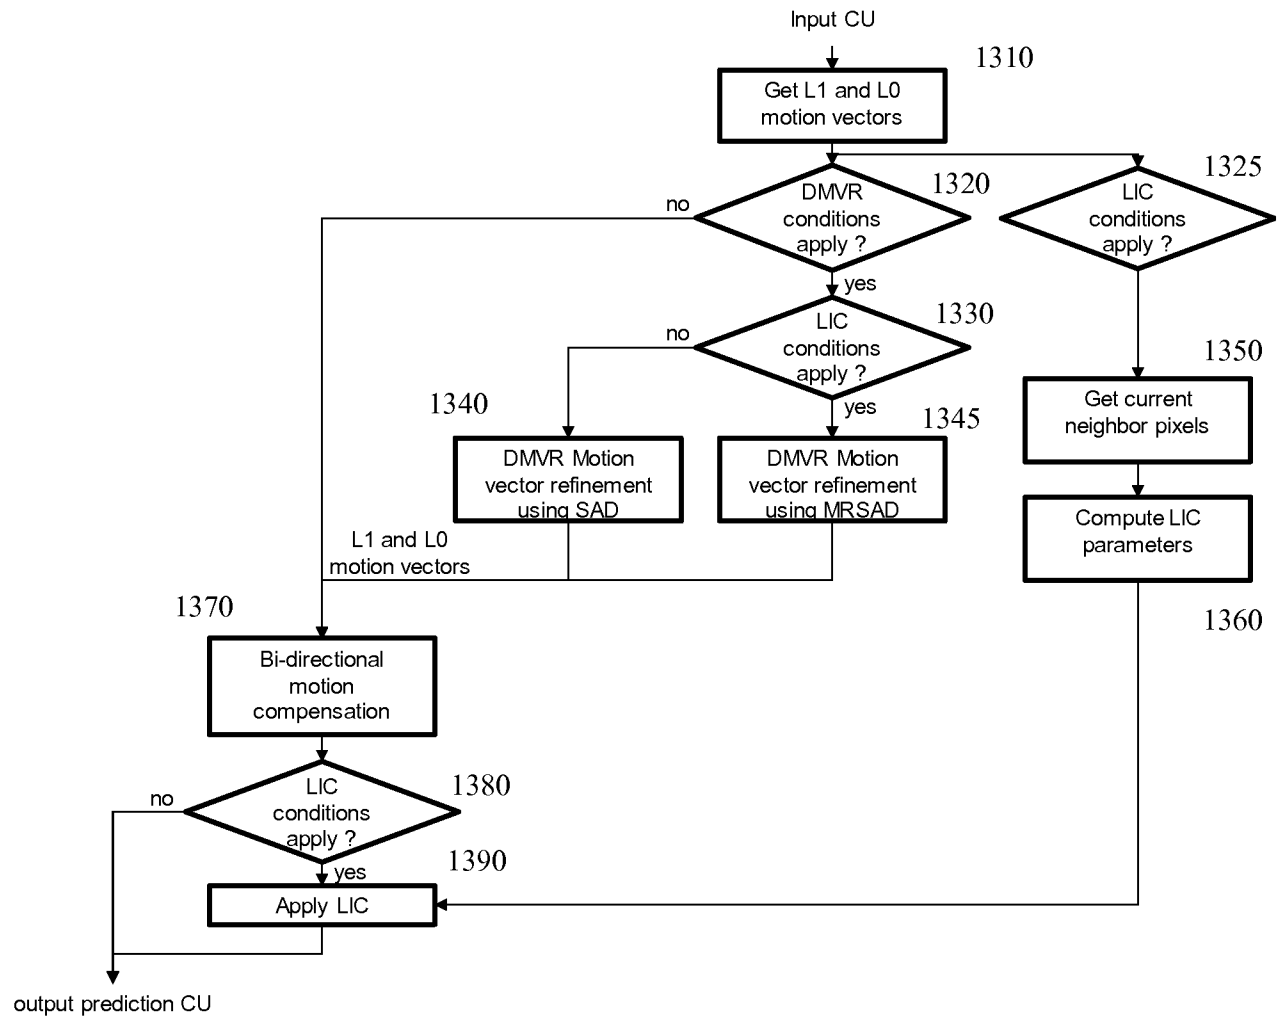 Input CU
1310
Get L1 and L0
motion vectors
1320
DMVR
conditions
apply ?
no
yes
1325
LIC
conditions
apply ?
1330
LIC
conditions
apply ?
no
yes
1340
DMVR Motion
vector refinement
using SAD
1345
DMVR Motion
vector refinement
using MRSAD
1350
Get current
neighbor pixels
Compute LIC
parameters
1360
L1 and L0
motion vectors
1370
Bi-directional
motion
compensation
1380
LIC
conditions
apply ?
no
yes
1390
Apply LIC
output prediction CU